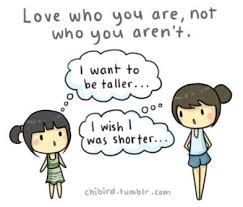 Love who you are, not
who you aren't.
I want to
be taller...
I wish I
was shorter...
chibird.tumblr.com